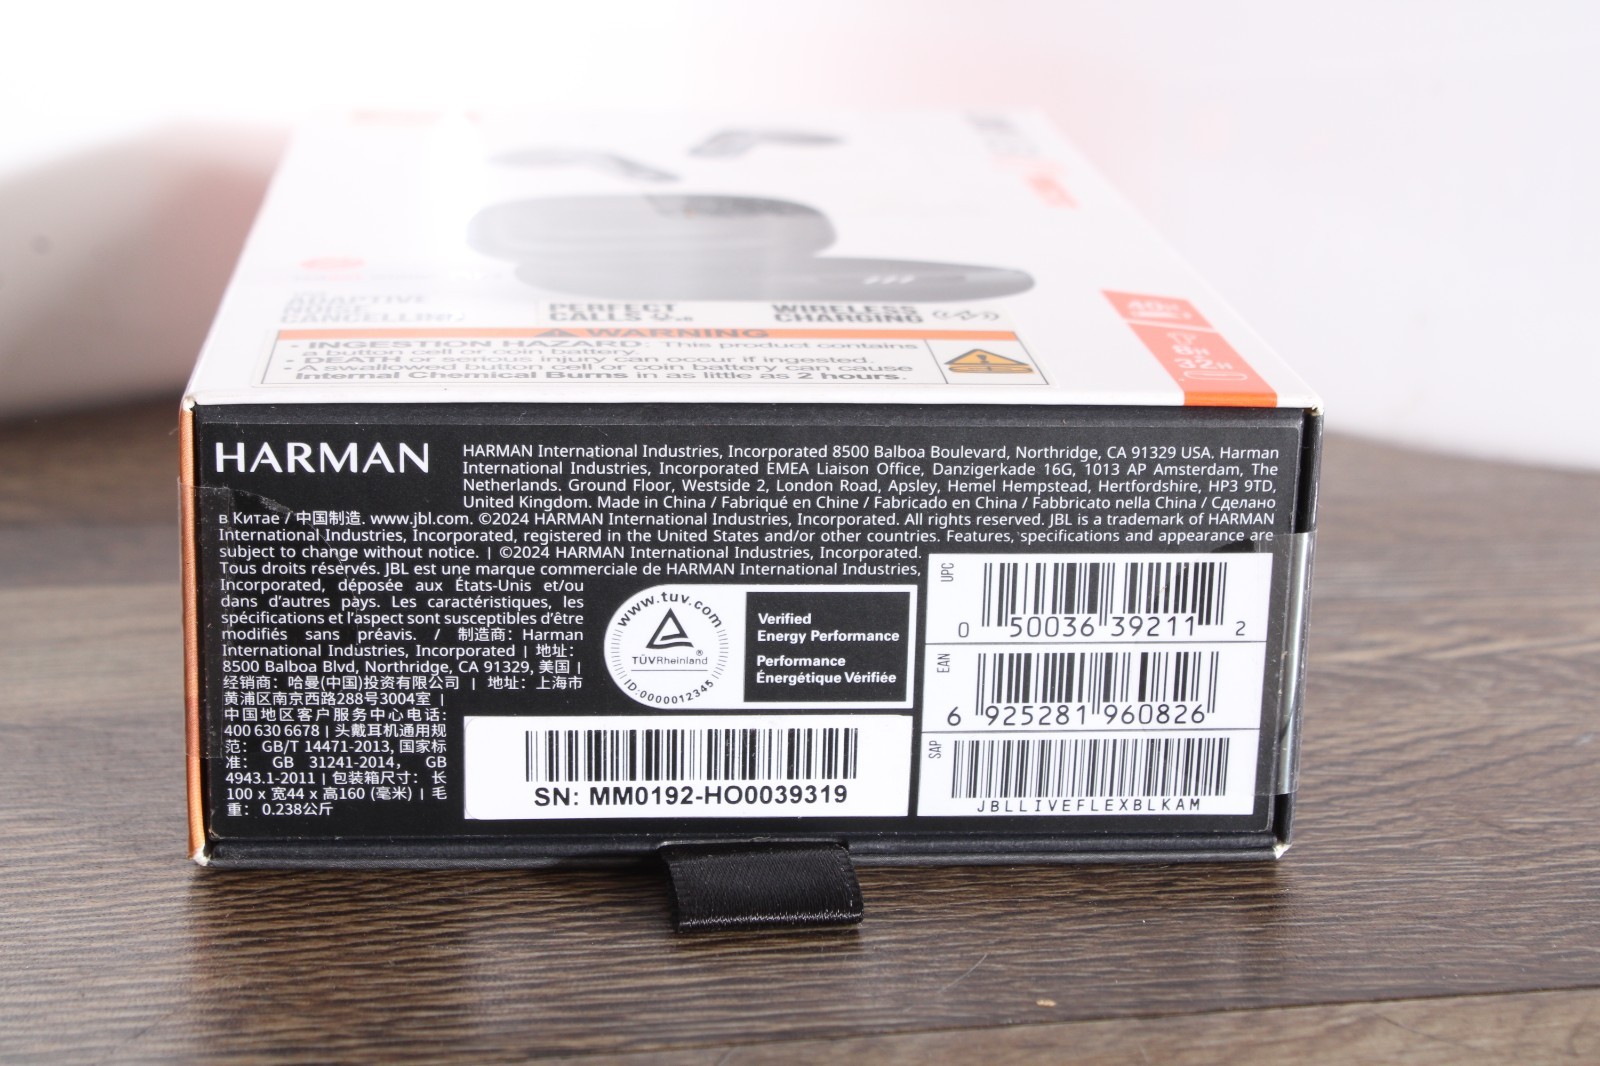 ADAPTIVE
NOISE
CANCELLING
PERFECT
CALLS
WIRELESS
CHARGING
WARNING
• INGESTION HAZARD: This product contains
a button cell or coin battery.
• DEATH or serious injury can occur if ingested.
• A swallowed button cell or coin battery can cause
Internal Chemical Burns in as little as 2 hours.
40H
8H
32H
HARMAN
HARMAN International Industries, Incorporated 8500 Balboa Boulevard, Northridge, CA 91329 USA. Harman
International Industries, Incorporated EMEA Liaison Office, Danzigerkade 16G, 1013 AP Amsterdam, The
Netherlands. Ground Floor, Westside 2, London Road, Apsley, Hemel Hempstead, Hertfordshire, HP3 9TD,
United Kingdom. Made in China / Fabriqué en Chine / Fabricado en China / Fabbricato nella China / Сделано
в Китае / 中国制造. www.jbl.com. ©2024 HARMAN International Industries, Incorporated. All rights reserved. JBL is a trademark of HARMAN
International Industries, Incorporated, registered in the United States and/or other countries. Features, specifications and appearance are
subject to change without notice. | ©2024 HARMAN International Industries, Incorporated.
Tous droits réservés. JBL est une marque commerciale de HARMAN International Industries,
Incorporated, déposée aux États-Unis et/ou
dans d'autres pays. Les caractéristiques, les
spécifications et l'aspect sont susceptibles d'être
modifiés sans préavis. / 制造商: Harman
International Industries, Incorporated | 地址:
8500 Balboa Blvd, Northridge, CA 91329, 美国 |
经销商: 哈曼(中国)投资有限公司 | 地址: 上海市
黄浦区南京西路288号3004室 |
中国地区客户服务中心电话:
400 630 6678 | 头戴耳机通用规
范: GB/T 14471-2013, 国家标
准: GB 31241-2014, GB
4943.1-2011 | 包装箱尺寸: 长
100 x 宽44 x 高160 (毫米) | 毛
重: 0.238公斤
www.tuv.com
TÜVRheinland®
ID:0000012345
Verified
Energy Performance
Performance
Énergétique Vérifiée
SN: MM0192-HO0039319
UPC
0 50036 39211 2
EAN
6 925281 960826
SAP
JBLLIVEFLEXBLKAM